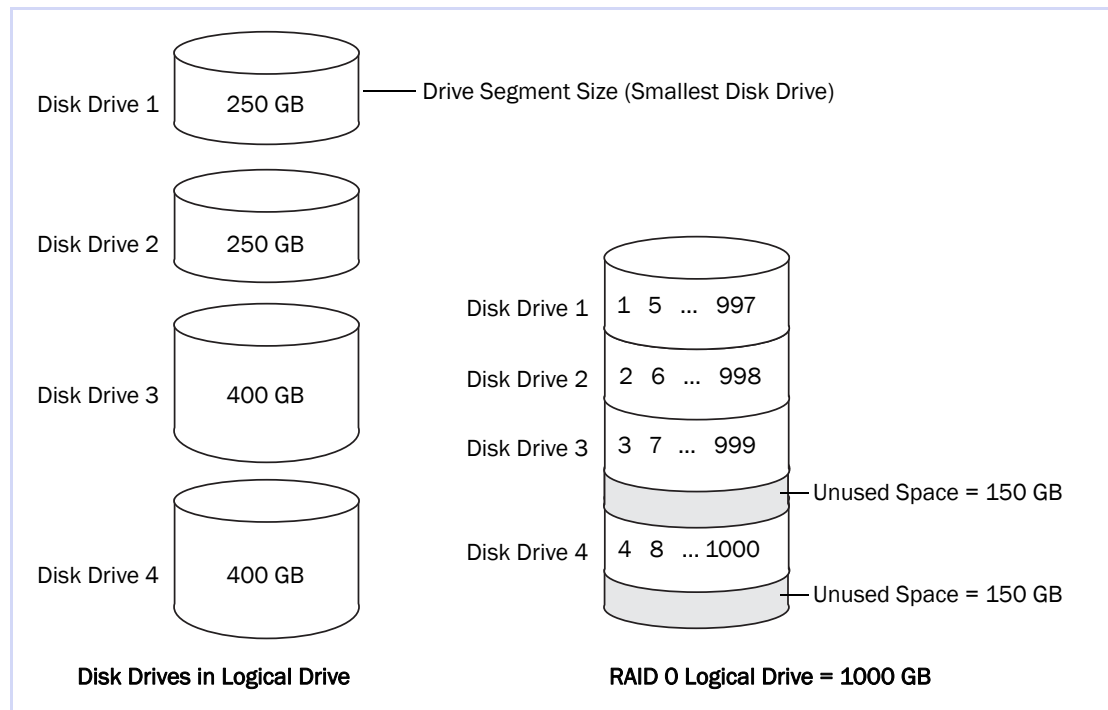 Disk Drive 1
250 GB
Drive Segment Size (Smallest Disk Drive)
Disk Drive 2
250 GB
Disk Drive 3
400 GB
Disk Drive 4
400 GB
Disk Drives in Logical Drive
Disk Drive 1
1 5 ... 997
Disk Drive 2
2 6 ... 998
Disk Drive 3
3 7 ... 999
Unused Space = 150 GB
Disk Drive 4
4 8 ... 1000
Unused Space = 150 GB
RAID 0 Logical Drive = 1000 GB